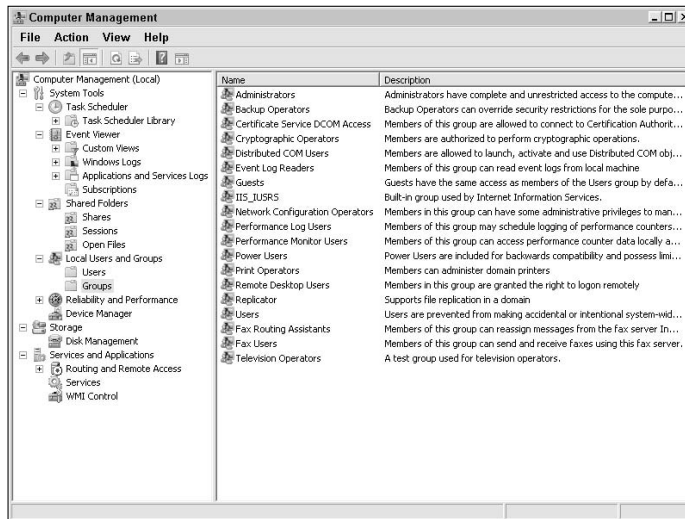 Computer Management
File Action View Help
Computer Management (Local)
System Tools
Task Scheduler
Task Scheduler Library
Event Viewer
Custom Views
Windows Logs
Applications and Services Logs
Subscriptions
Shared Folders
Shares
Sessions
Open Files
Local Users and Groups
Users
Groups
Reliability and Performance
Device Manager
Storage
Disk Management
Services and Applications
Routing and Remote Access
Services
WMI Control
Name Description
Administrators Administrators have complete and unrestricted access to the compute...
Backup Operators Backup Operators can override security restrictions for the sole purpo...
Certificate Service DCOM Access Members of this group are allowed to connect to Certification Authorit...
Cryptographic Operators Members are authorized to perform cryptographic operations.
Distributed COM Users Members are allowed to launch, activate and use Distributed COM obj...
Event Log Readers Members of this group can read event logs from local machine
Guests Guests have the same access as members of the Users group by defa...
IIS_IUSRS Built-in group used by Internet Information Services.
Network Configuration Operators Members in this group can have some administrative privileges to man...
Performance Log Users Members of this group may schedule logging of performance counters...
Performance Monitor Users Members of this group can access performance counter data locally a...
Power Users Power Users are included for backwards compatibility and possess limi...
Print Operators Members can administer domain printers
Remote Desktop Users Members in this group are granted the right to logon remotely
Replicator Supports file replication in a domain
Users Users are prevented from making accidental or intentional system-wid...
Fax Routing Assistants Members of this group can reassign messages from the fax server In...
Fax Users Members of this group can send and receive faxes using this fax server.
Television Operators A test group used for television operators.